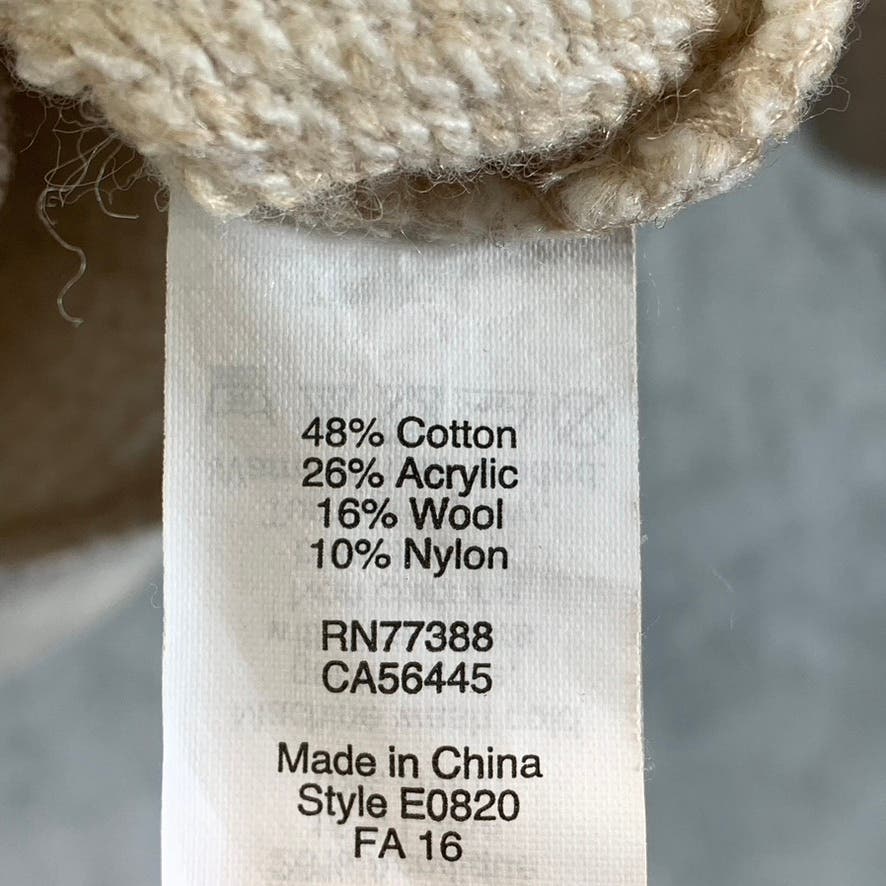 48% Cotton
26% Acrylic
16% Wool
10% Nylon
RN77388
CA56445
Made in China
Style E0820
FA 16